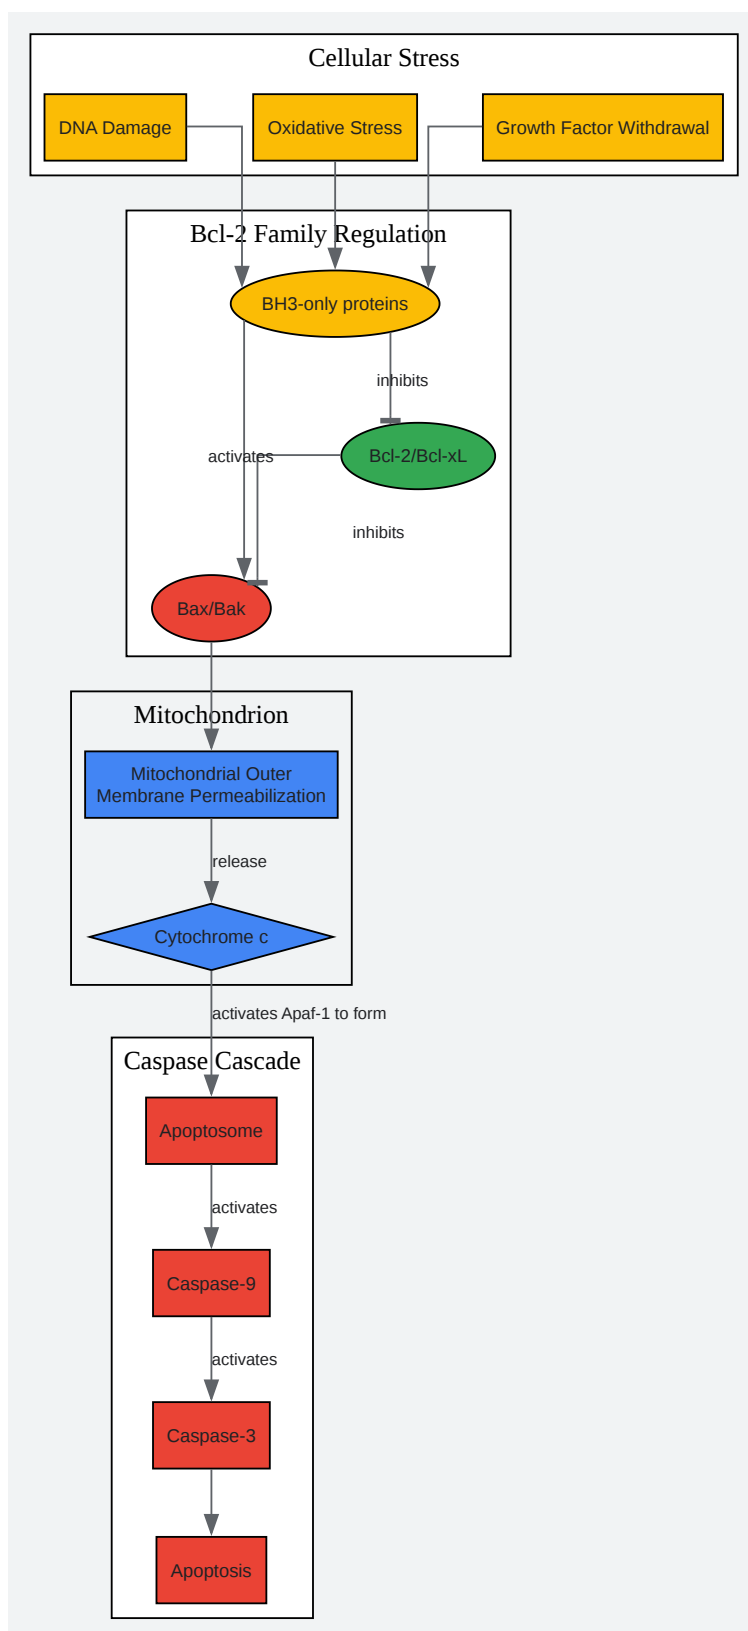 Cellular Stress
DNA Damage
Oxidative Stress
Growth Factor Withdrawal
Bcl-2 Family Regulation
BH3-only proteins
inhibits
activates
Bcl-2/Bcl-xL
inhibits
Bax/Bak
Mitochondrion
Mitochondrial Outer
Membrane Permeabilization
release
Cytochrome c
activates Apaf-1 to form
Caspase Cascade
Apoptosome
activates
Caspase-9
activates
Caspase-3
Apoptosis